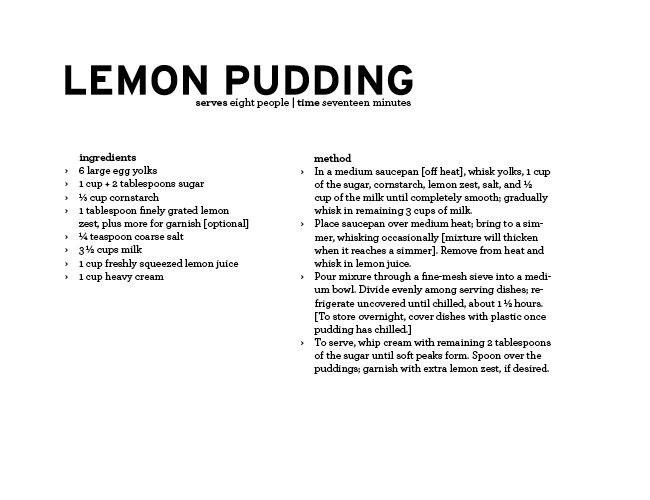 LEMON PUDDING
serves eight people | time seventeen minutes
ingredients
› 6 large egg yolks
› 1 cup + 2 tablespoons sugar
› ⅓ cup cornstarch
› 1 tablespoon finely grated lemon
zest, plus more for garnish [optional]
› ¼ teaspoon coarse salt
› 3 ½ cups milk
› 1 cup freshly squeezed lemon juice
› 1 cup heavy cream
method
› In a medium saucepan [off heat], whisk yolks, 1 cup
of the sugar, cornstarch, lemon zest, salt, and ½
cup of the milk until completely smooth; gradually
whisk in remaining 3 cups of milk.
› Place saucepan over medium heat; bring to a sim-
mer, whisking occasionally [mixture will thicken
when it reaches a simmer]. Remove from heat and
whisk in lemon juice.
› Pour mixure through a fine-mesh sieve into a medi-
um bowl. Divide evenly among serving dishes; re-
frigerate uncovered until chilled, about 1 ½ hours.
[To store overnight, cover dishes with plastic once
pudding has chilled.]
› To serve, whip cream with remaining 2 tablespoons
of the sugar until soft peaks form. Spoon over the
puddings; garnish with extra lemon zest, if desired.